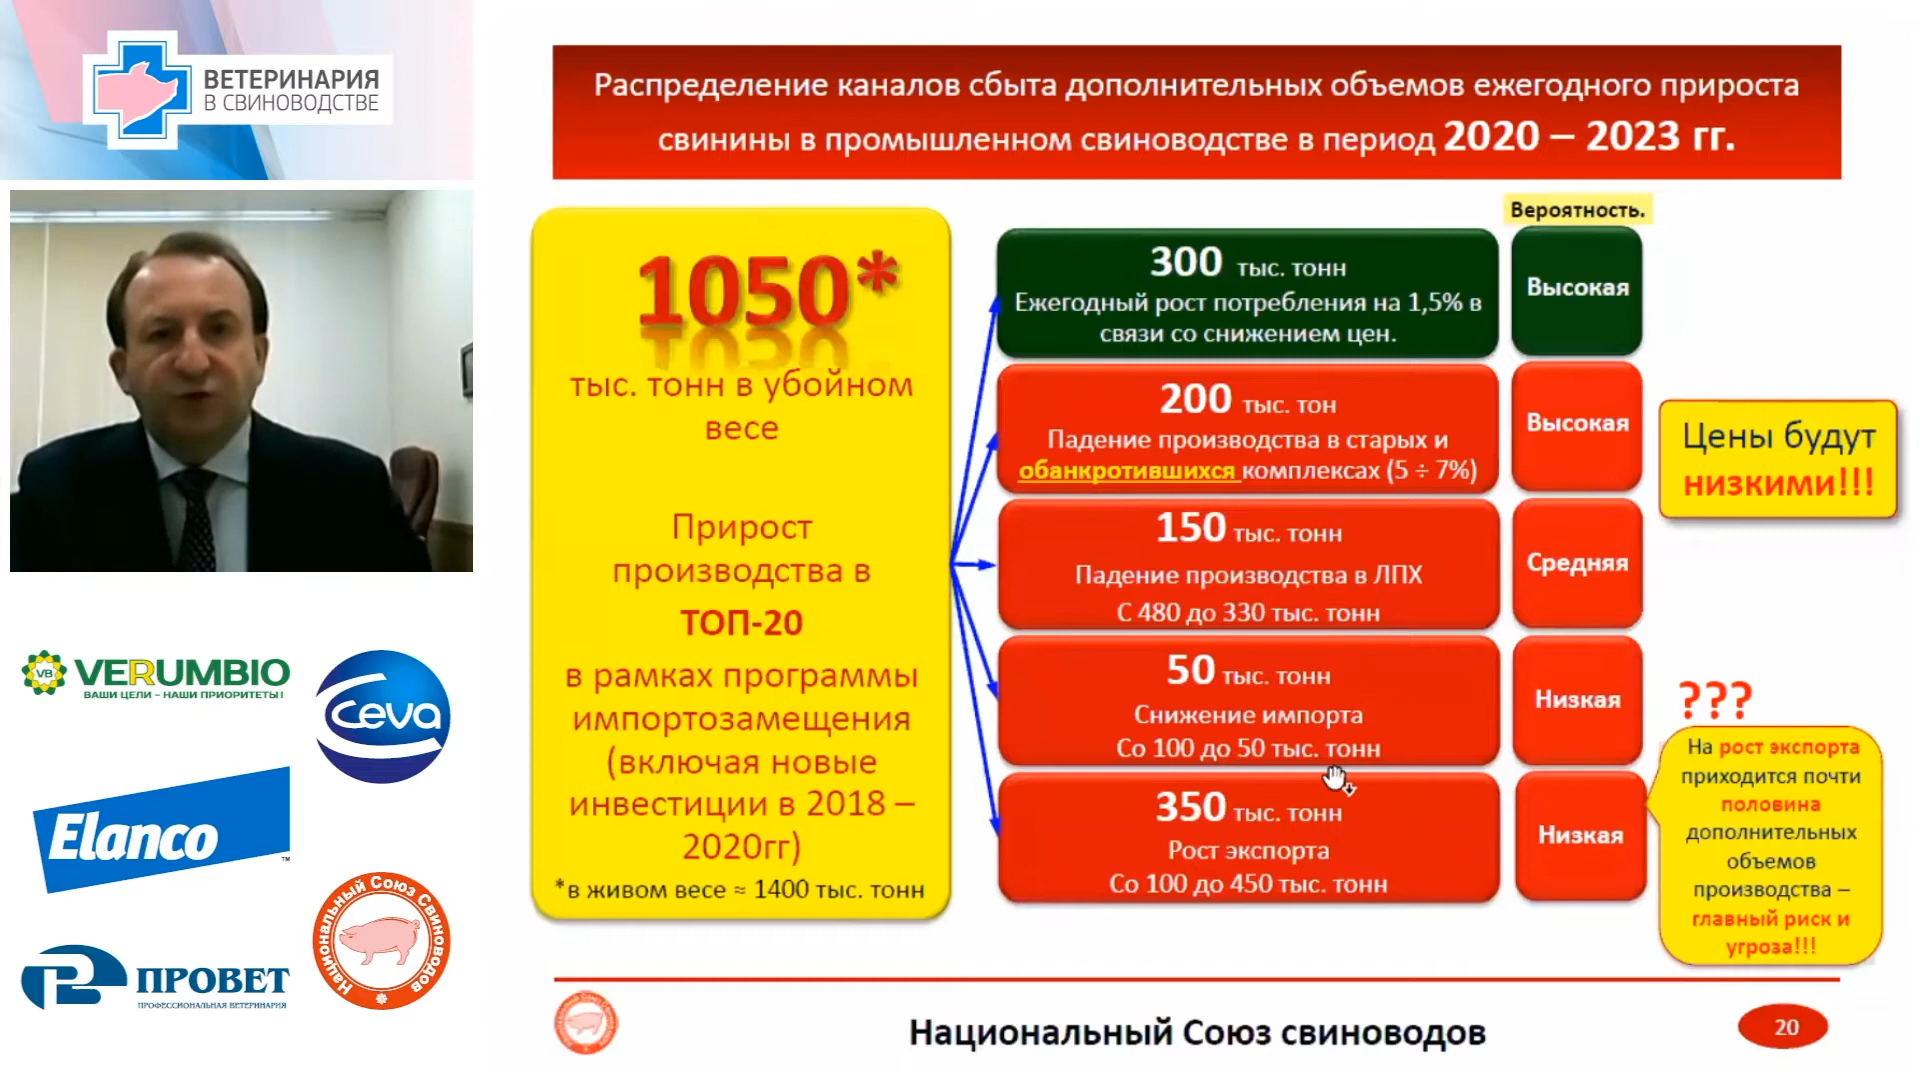 ВЕТЕРИНАРИЯ
В СВИНОВОДСТВЕ
Распределение каналов сбыта дополнительных объемов ежегодного прироста
свинины в промышленном свиноводстве в период 2020 – 2023 гг.
1050*
тыс. тонн в убойном
весе
Прирост
производства в
ТОП-20
в рамках программы
импортозамещения
(включая новые
инвестиции в 2018 –
2020гг)
*в живом весе ≈ 1400 тыс. тонн
Вероятность.
300 тыс. тонн
Ежегодный рост потребления на 1,5% в
связи со снижением цен.
Высокая
200 тыс. тон
Падение производства в старых и
обанкротившихся комплексах (5 ÷ 7%)
Высокая
150 тыс. тонн
Падение производства в ЛПХ
С 480 до 330 тыс. тонн
Средняя
50 тыс. тонн
Снижение импорта
Со 100 до 50 тыс. тонн
Низкая
350 тыс. тонн
Рост экспорта
Со 100 до 450 тыс. тонн
Низкая
Цены будут
низкими!!!
???
На рост экспорта
приходится почти
половина
дополнительных
объемов
производства –
главный риск и
угроза!!!
VB VERUMBIO
ВАШИ ЦЕЛИ – НАШИ ПРИОРИТЕТЫ!
Ceva
Elanco™
Национальный Союз Свиноводов
ПРОВЕТ
ПРОФЕССИОНАЛЬНАЯ ВЕТЕРИНАРИЯ
Национальный Союз свиноводов
20